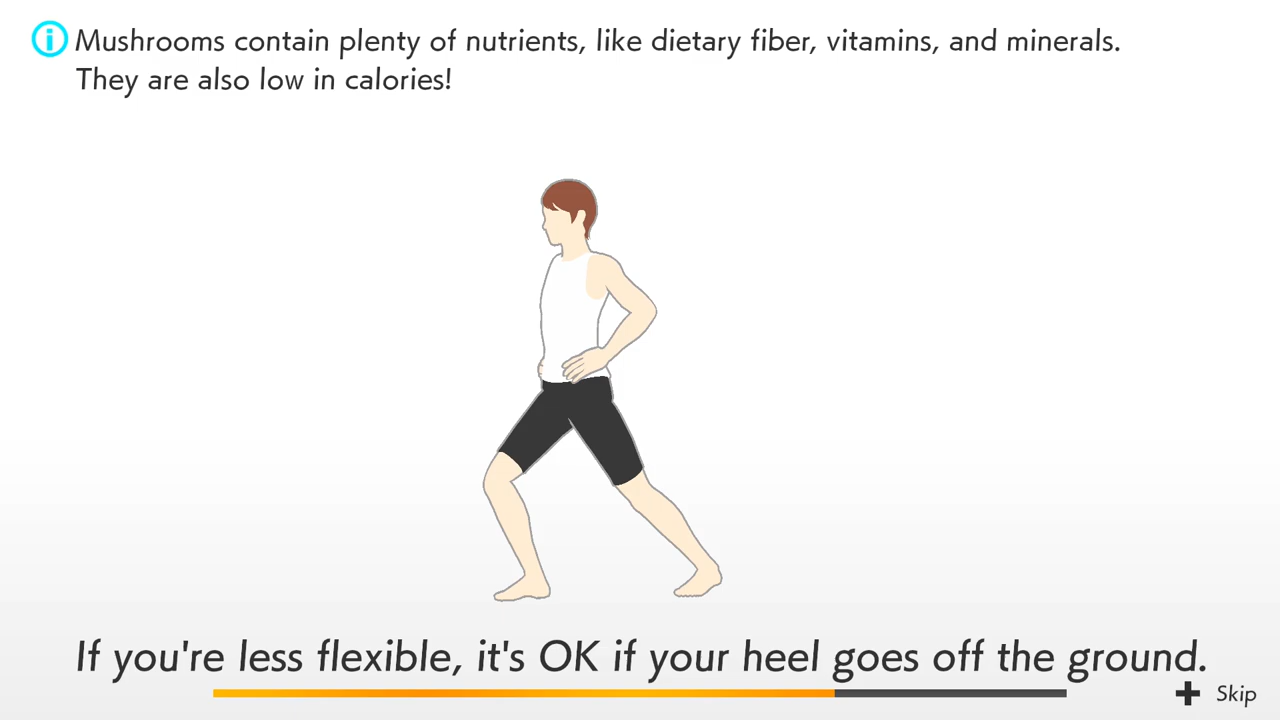 Mushrooms contain plenty of nutrients, like dietary fiber, vitamins, and minerals.
They are also low in calories!
If you're less flexible, it's OK if your heel goes off the ground.
Skip